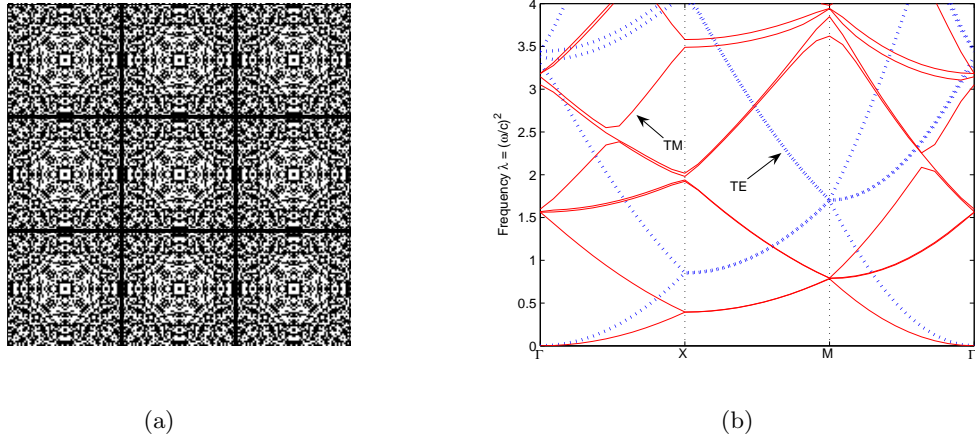 4
3.5
3
2.5
2
1.5
1
0.5
0
Frequency λ = (ω/c)²
TM
TE
Γ
X
M
Γ
(a)
(b)